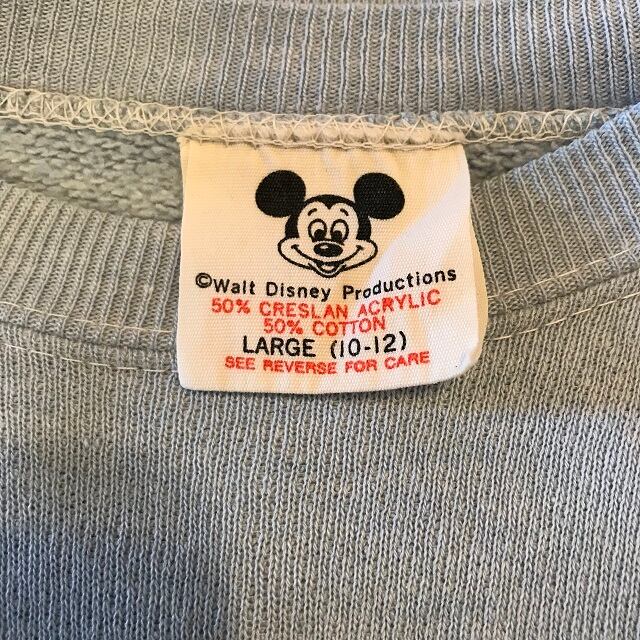 ©Walt Disney Productions
50% CRESLAN ACRYLIC
50% COTTON
LARGE (10-12)
SEE REVERSE FOR CARE